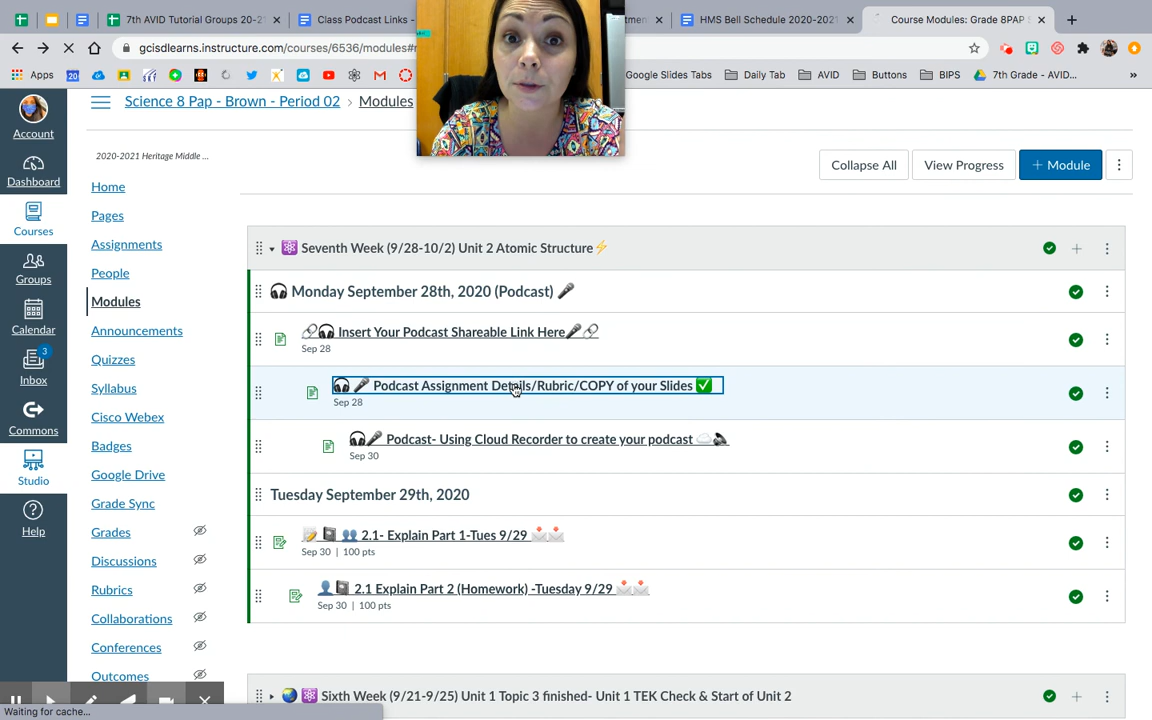 7th AVID Tutorial Groups 20-2
Class Podcast Links -
HMS Bell Schedule 2020-2021
Course Modules: Grade 8PAP S
gcisdlearns.instructure.com/courses/6536/modules#
Apps
Google Slides Tabs
Daily Tab
AVID
Buttons
BIPS
7th Grade - AVID...
Account
Dashboard
Courses
Groups
Calendar
3
Inbox
Commons
Studio
Help
Science 8 Pap - Brown - Period 02 › Modules
2020-2021 Heritage Middle ...
Home
Pages
Assignments
People
Modules
Announcements
Quizzes
Syllabus
Cisco Webex
Badges
Google Drive
Grade Sync
Grades
Discussions
Rubrics
Collaborations
Conferences
Outcomes
Collapse All
View Progress
+ Module
Seventh Week (9/28-10/2) Unit 2 Atomic Structure
Monday September 28th, 2020 (Podcast)
Insert Your Podcast Shareable Link Here
Sep 28
Podcast Assignment Details/Rubric/COPY of your Slides
Sep 28
Podcast- Using Cloud Recorder to create your podcast
Sep 30
Tuesday September 29th, 2020
2.1- Explain Part 1-Tues 9/29
Sep 30 | 100 pts
2.1 Explain Part 2 (Homework) -Tuesday 9/29
Sep 30 | 100 pts
Sixth Week (9/21-9/25) Unit 1 Topic 3 finished- Unit 1 TEK Check & Start of Unit 2
Waiting for cache...